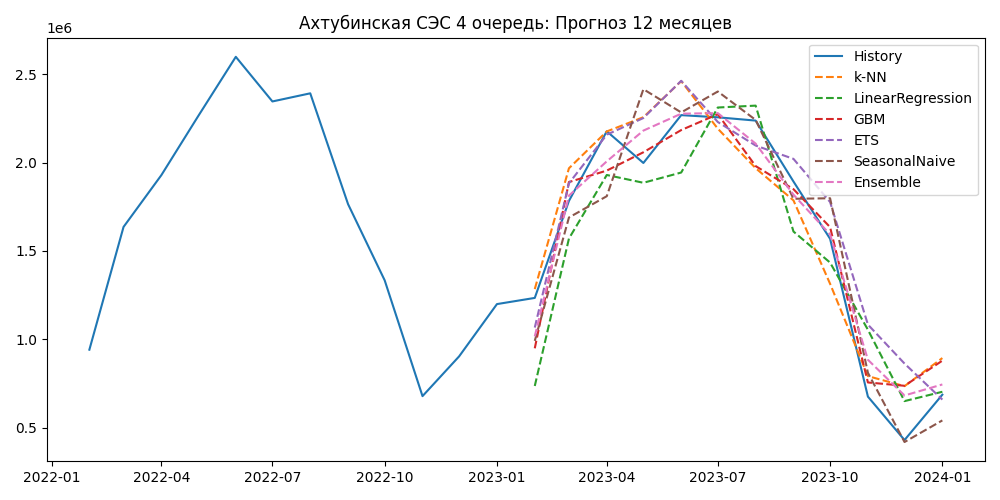 Ахтубинская СЭС 4 очередь: Прогноз 12 месяцев
1e6
2.5
2.0
1.5
1.0
0.5
2022-01
2022-04
2022-07
2022-10
2023-01
2023-04
2023-07
2023-10
2024-01
History
k-NN
LinearRegression
GBM
ETS
SeasonalNaive
Ensemble